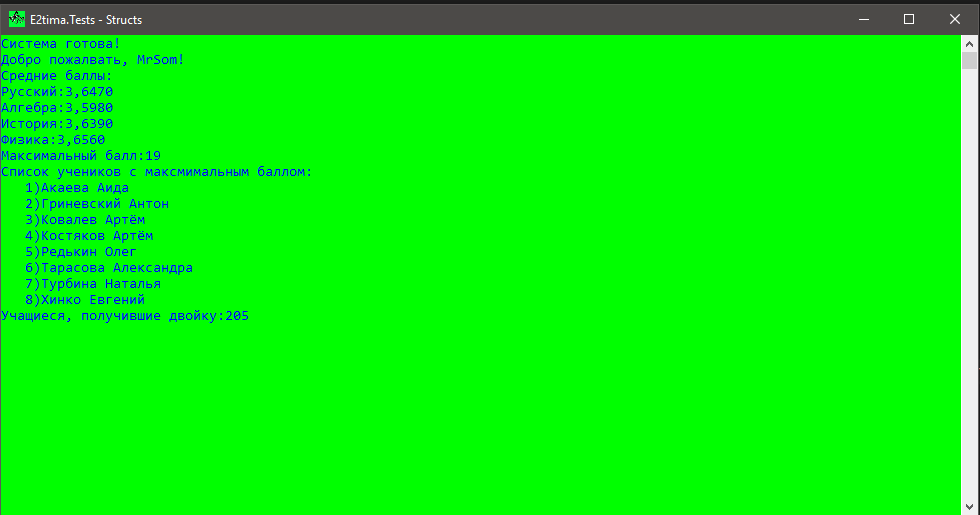 E2tima.Tests - Structs
Система готова!
Добро пожалвать, MrSom!
Средние баллы:
Русский:3,6470
Алгебра:3,5980
История:3,6390
Физика:3,6560
Максимальный балл:19
Список учеников с максмимальным баллом:
1)Акаева Аида
2)Гриневский Антон
3)Ковалев Артём
4)Костяков Артём
5)Редькин Олег
6)Тарасова Александра
7)Турбина Наталья
8)Хинко Евгений
Учащиеся, получившие двойку:205